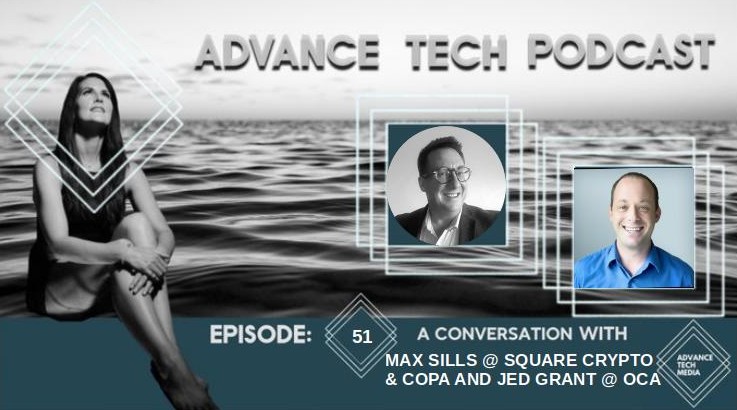 ADVANCE TECH PODCAST
EPISODE: 51 A CONVERSATION WITH
MAX SILLS @ SQUARE CRYPTO
& COPA AND JED GRANT @ OCA
ADVANCE
TECH
MEDIA